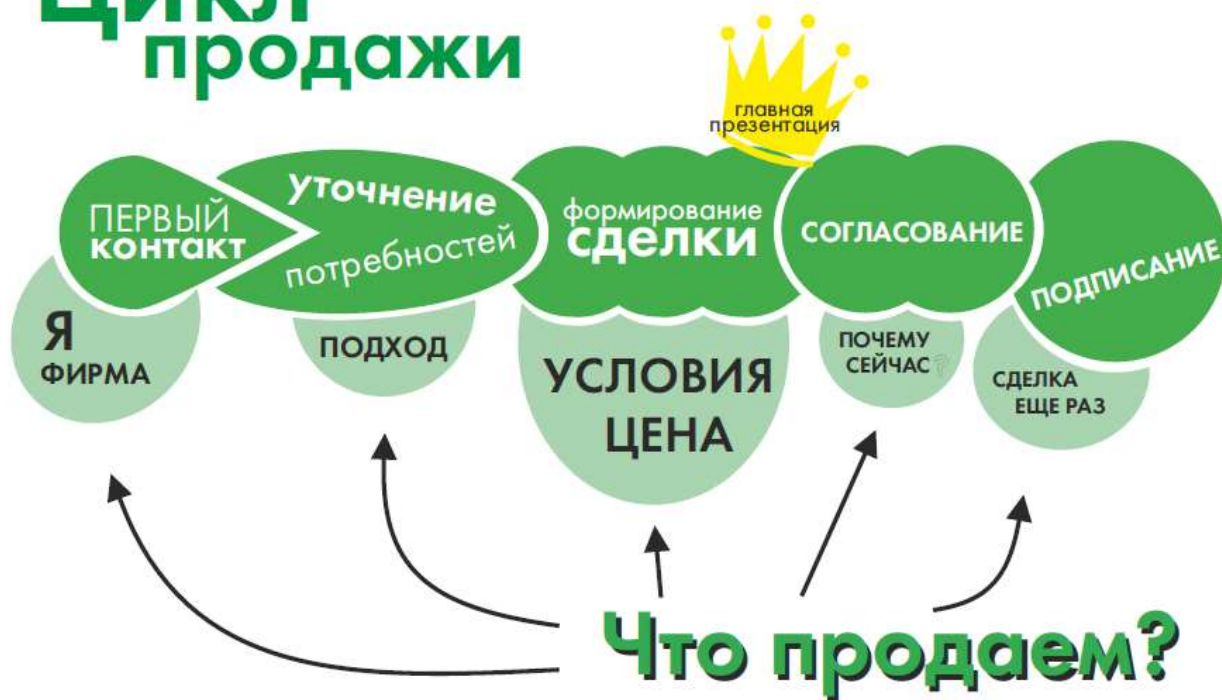 Цикл
продажи
главная
презентация
ПЕРВЫЙ
контакт
уточнение
потребностей
формирование
сделки
СОГЛАСОВАНИЕ
ПОДПИСАНИЕ
Я
ФИРМА
ПОДХОД
УСЛОВИЯ
ЦЕНА
ПОЧЕМУ
СЕЙЧАС?
СДЕЛКА
ЕЩЕ РАЗ
Что продаем?